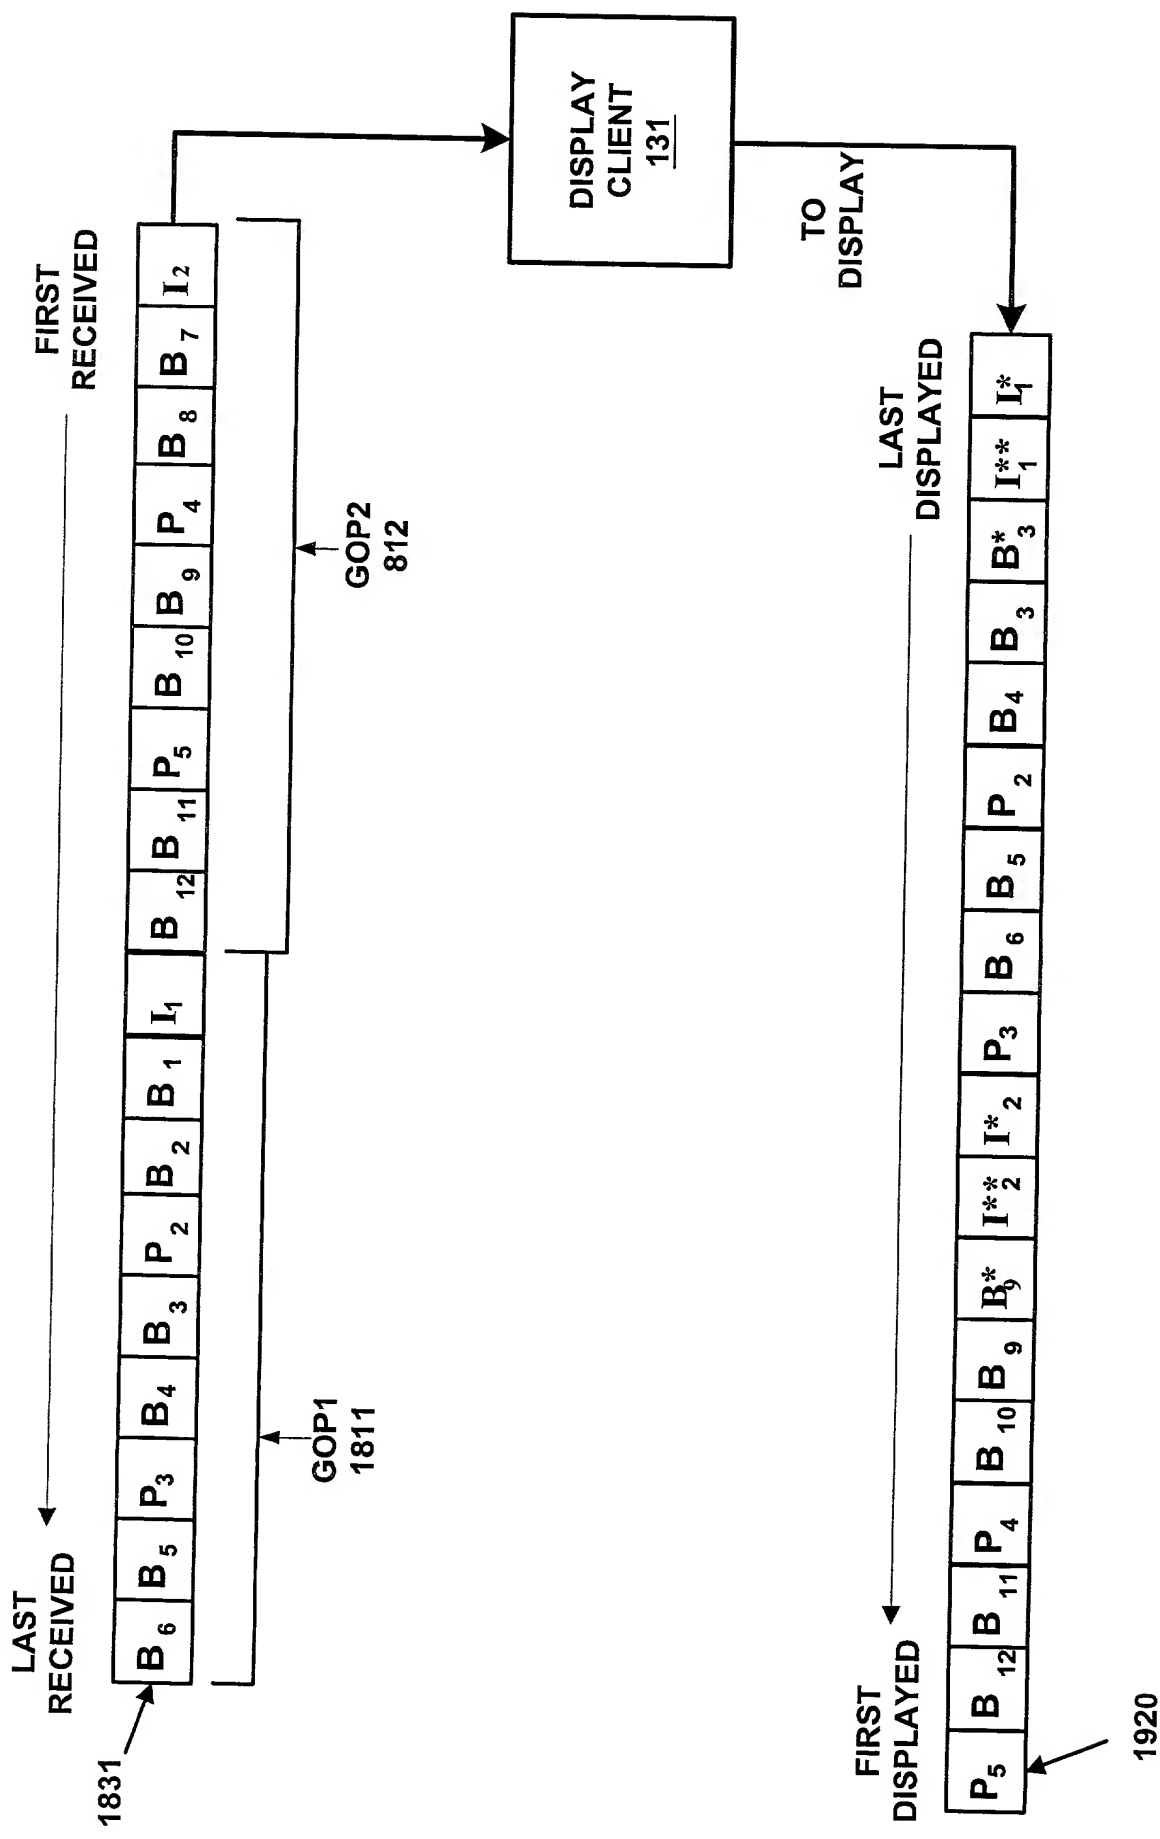 LAST
RECEIVED
FIRST
RECEIVED
1831
B6 B5 P3 B4 B3 P2 B2 B1 I1 B12 B11 P5 B10 B9 P4 B8 B7 I2
GOP1
1811
GOP2
812
DISPLAY
CLIENT
131
TO
DISPLAY
FIRST
DISPLAYED
LAST
DISPLAYED
P5 B12 B11 P4 B10 B9 B*9 I**2 I*2 P3 B6 B5 P2 B4 B3 B*3 I**1 I*1
1920